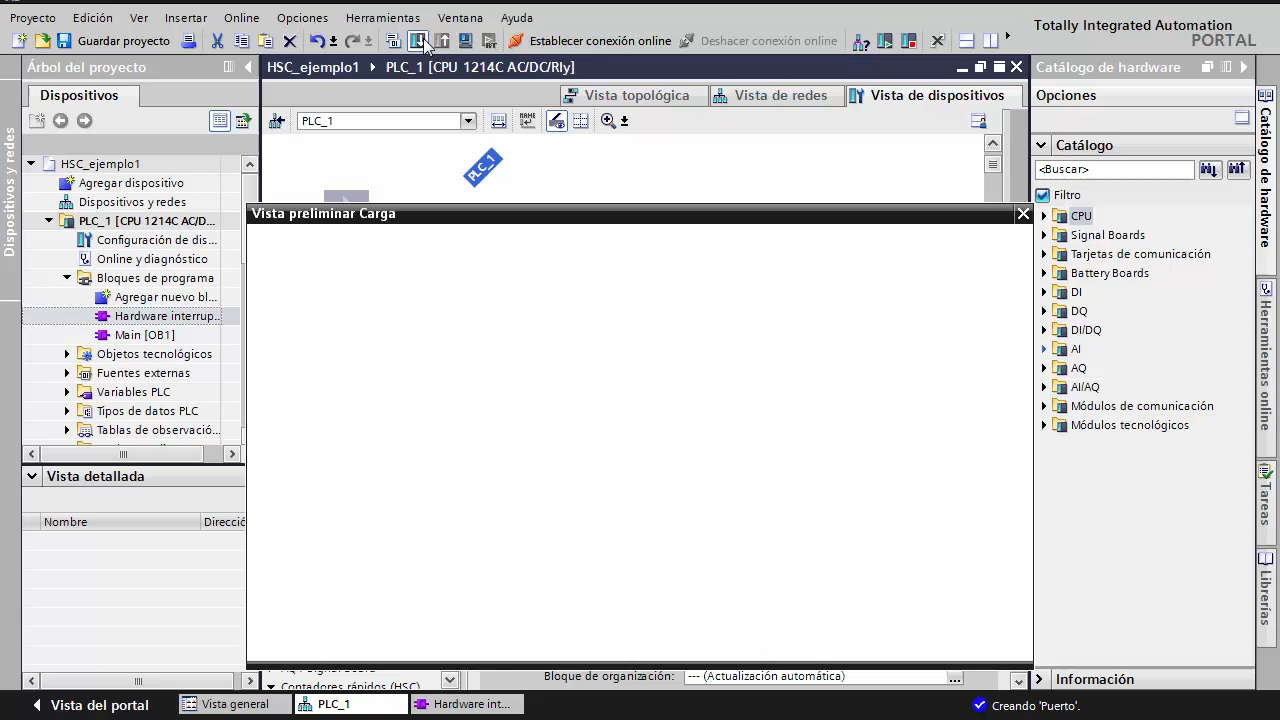 Proyecto Edición Ver Insertar Online Opciones Herramientas Ventana Ayuda
Totally Integrated Automation
PORTAL
Guardar proyecto Establecer conexión online Deshacer conexión online
Árbol del proyecto
HSC_ejemplo1 PLC_1 [CPU 1214C AC/DC/Rly]
Catálogo de hardware
Dispositivos
Vista topológica Vista de redes Vista de dispositivos
Opciones
PLC_1
Catálogo
<Buscar>
Filtro
CPU
Signal Boards
Tarjetas de comunicación
Battery Boards
DI
DQ
DI/DQ
AI
AQ
AI/AQ
Módulos de comunicación
Módulos tecnológicos
Información
HSC_ejemplo1
Agregar dispositivo
Dispositivos y redes
PLC_1 [CPU 1214C AC/D...
Configuración de dis...
Online y diagnóstico
Bloques de programa
Agregar nuevo bl...
Hardware interrup...
Main [OB1]
Objetos tecnológicos
Fuentes externas
Variables PLC
Tipos de datos PLC
Tablas de observació...
PLC_1
Vista preliminar Carga
Vista detallada
Nombre Direcció
Contadores rápidos (HSC)
Bloque de organización: --- (Actualización automática) ...
Vista del portal Vista general PLC_1 Hardware int... Creando 'Puerto'.
Dispositivos y redes
Catálogo de hardware
Herramientas online
Tareas
Librerías